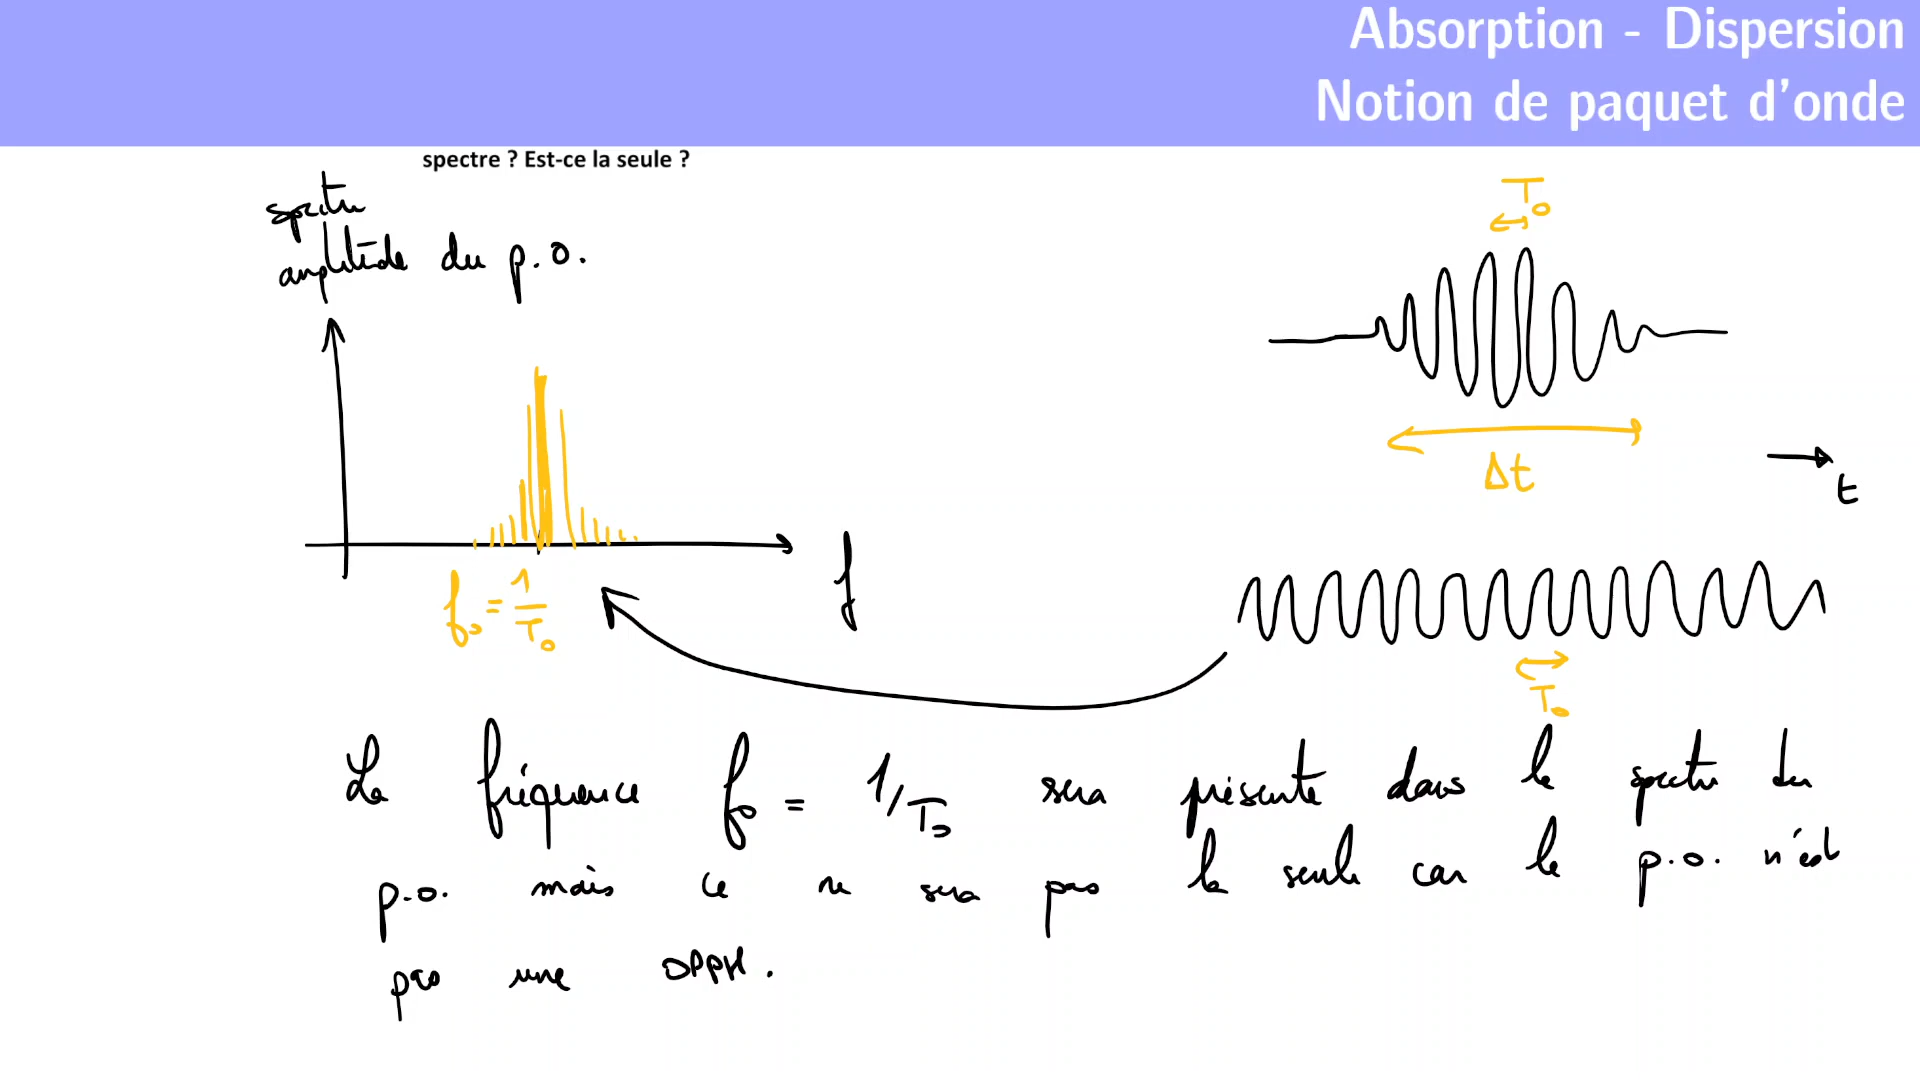 Absorption - Dispersion
Notion de paquet d'onde
spectre ? Est-ce la seule ?
spectre
amplitude du p.o.
T₀
Δt
t
f
f₀ = 1/T₀
T₀
La fréquence f₀ = 1/T₀ sera présente dans le spectre du
p.o. mais ce ne sera pas la seule car le p.o. n'est
pas une OPPH.